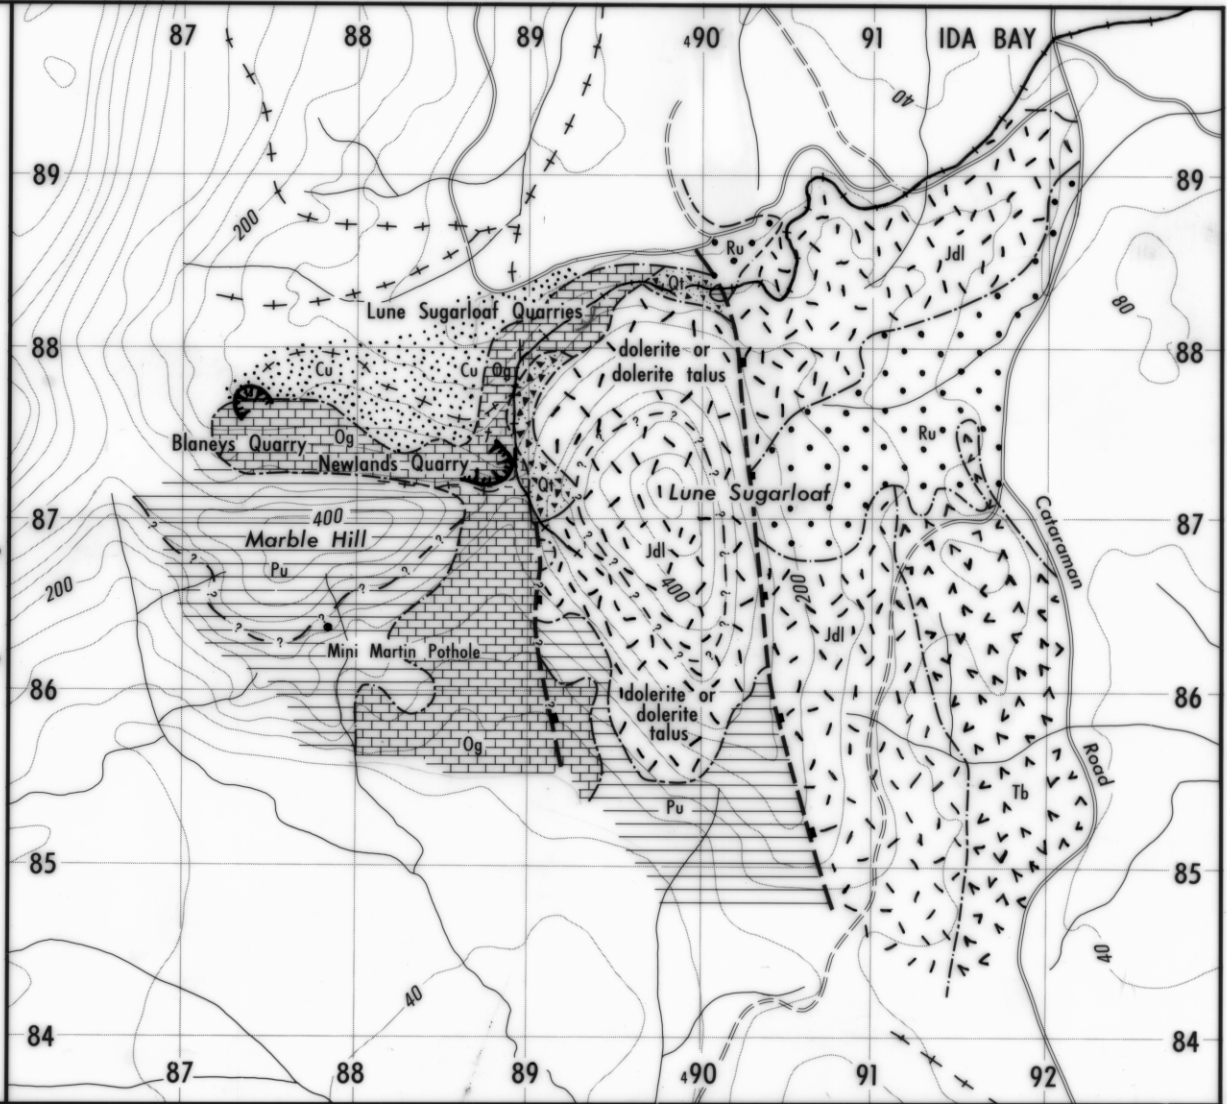 87 88 89 490 91 IDA BAY
40
89 89
200
Ru
Jdl
Qt
80
Lune Sugarloaf Quarries
88 88
dolerite or
dolerite talus
Cu Cu Og
Blaneys Quarry Og
Ru
Newlands Quarry
Qt
Lune Sugarloaf
87 400 87
Marble Hill
Cataraman
Jdl
Pu
200 400 200
Jdl
Mini Martin Pothole
86 86
dolerite or
dolerite
talus
Og
Road
Tb
Pu
85 85
40
40
84 84
87 88 89 490 91 92